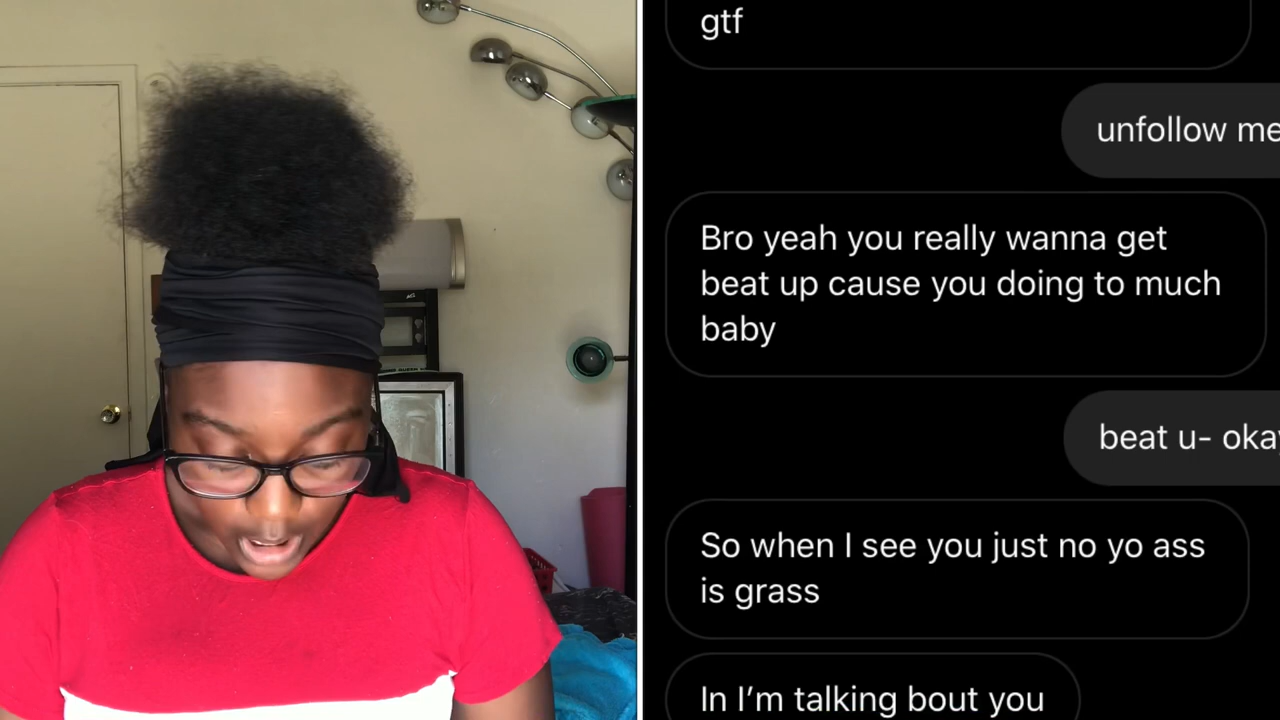 gtf
unfollow me
Bro yeah you really wanna get
beat up cause you doing to much
baby
beat u- okay
So when I see you just no yo ass
is grass
In I'm talking bout you